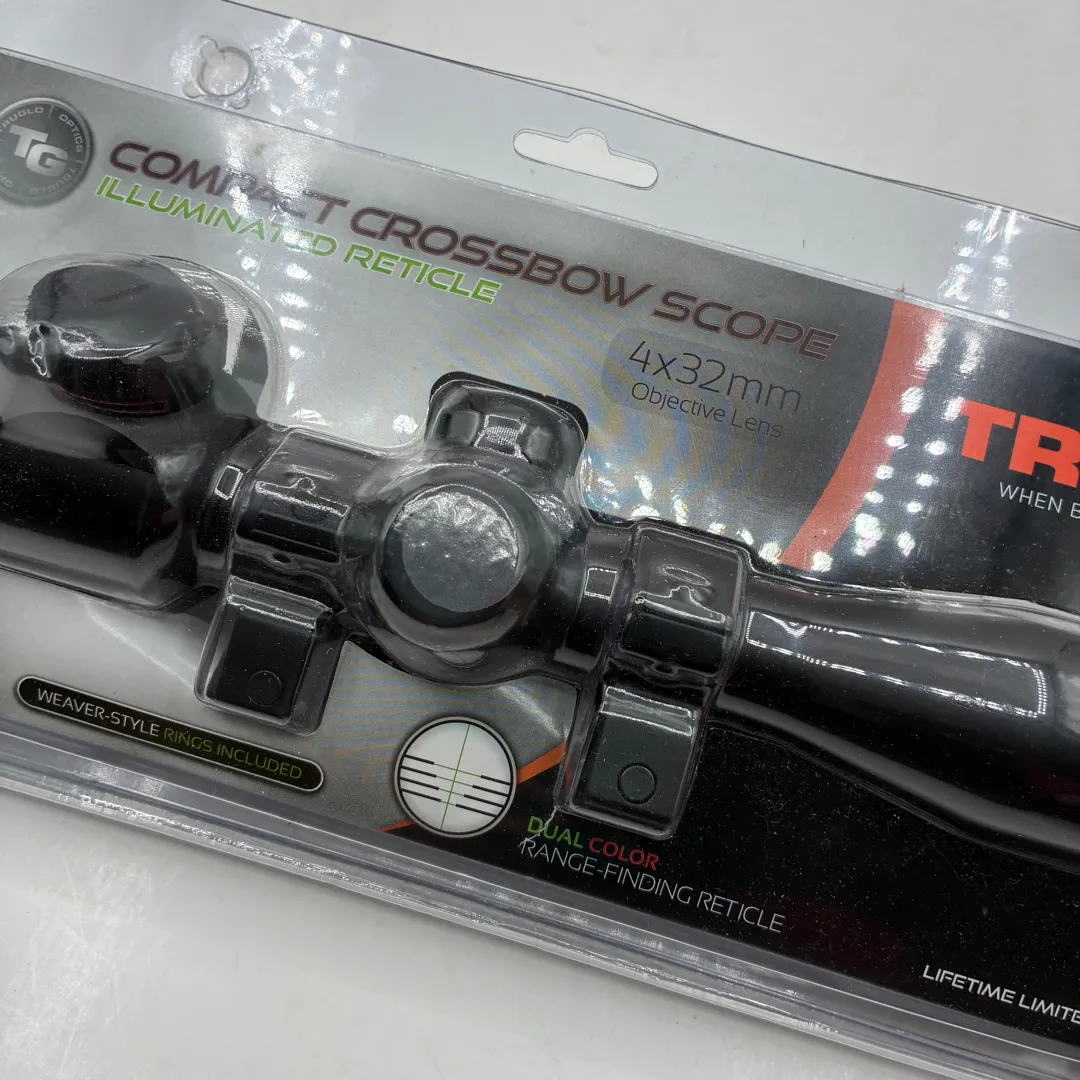 TRUGLO OPTICS
TG
COMPACT CROSSBOW SCOPE
ILLUMINATED RETICLE
4x32mm
Objective Lens
TR
WHEN
WEAVER-STYLE RINGS INCLUDED
DUAL COLOR
RANGE-FINDING RETICLE
LIFETIME LIMITE